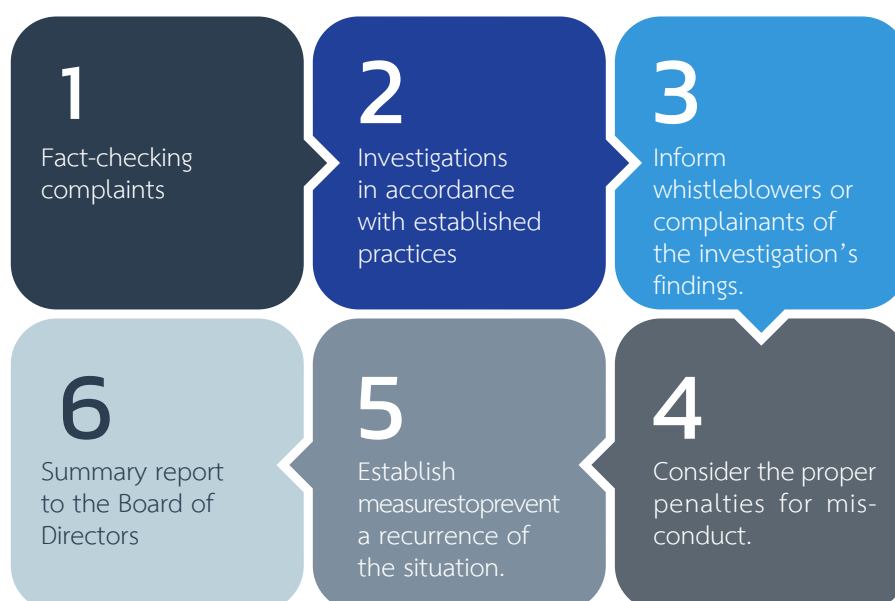 1
Fact-checking
complaints
2
Investigations
in accordance
with established
practices
3
Inform
whistleblowers or
complainants of
the investigation’s
findings.
4
Consider the proper
penalties for mis-
conduct.
5
Establish
measurestoprevent
a recurrence of
the situation.
6
Summary report
to the Board of
Directors